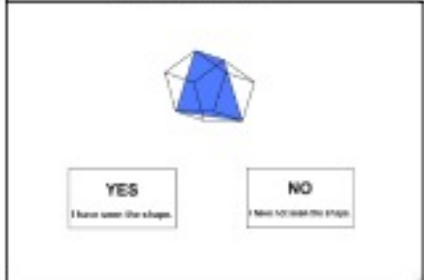 YES
I have seen the shape.
NO
I have not seen the shape.